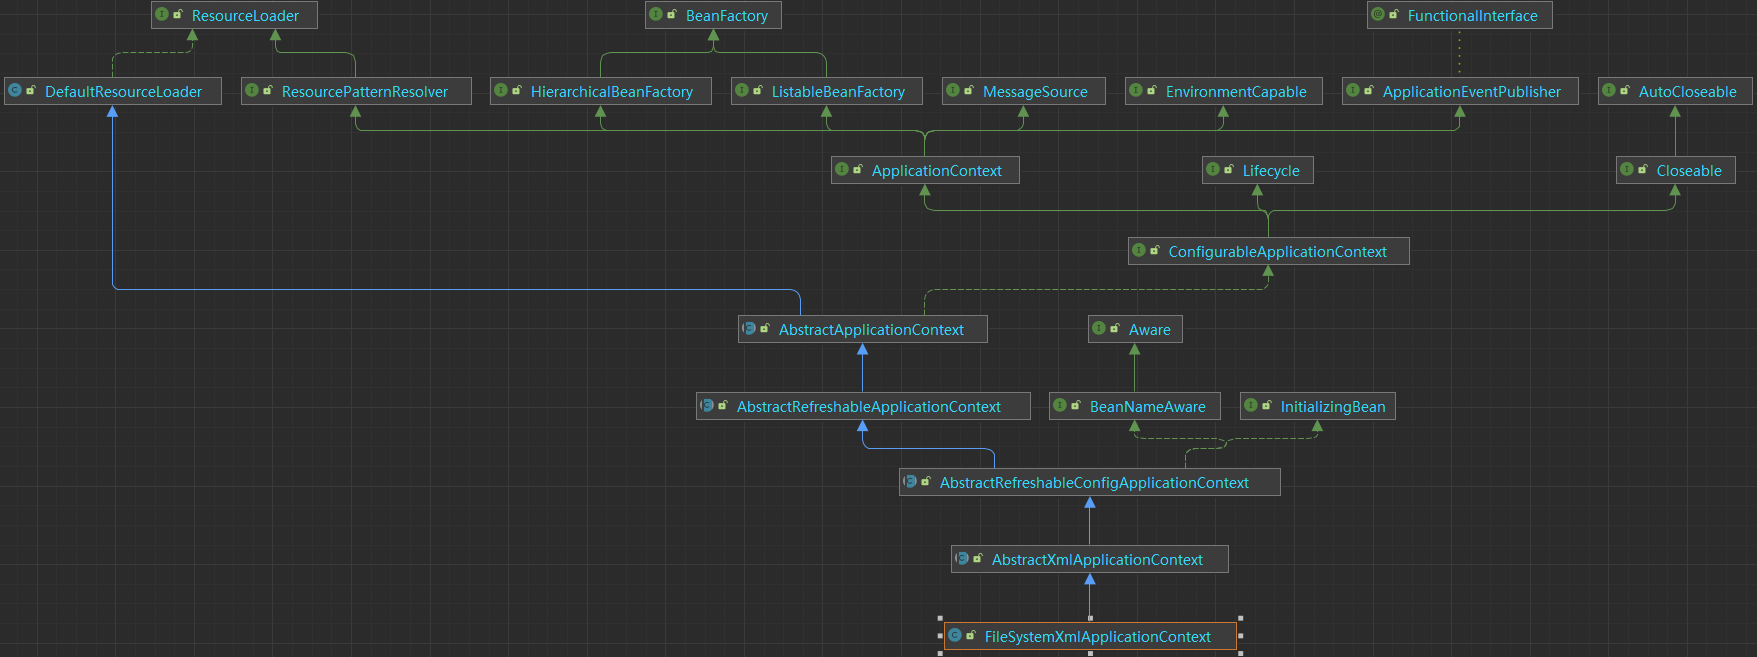 ResourceLoader
BeanFactory
FunctionalInterface
DefaultResourceLoader
ResourcePatternResolver
HierarchicalBeanFactory
ListableBeanFactory
MessageSource
EnvironmentCapable
ApplicationEventPublisher
AutoCloseable
ApplicationContext
Lifecycle
Closeable
ConfigurableApplicationContext
AbstractApplicationContext
Aware
AbstractRefreshableApplicationContext
BeanNameAware
InitializingBean
AbstractRefreshableConfigApplicationContext
AbstractXmlApplicationContext
FileSystemXmlApplicationContext